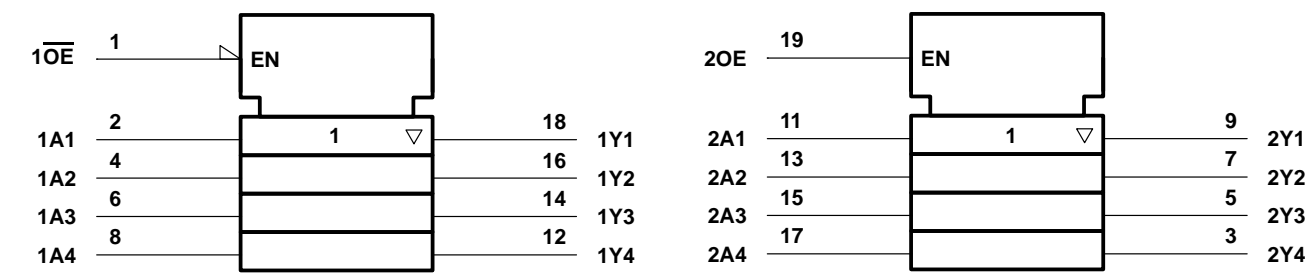 1O̅E̅ 1 EN
1A1 2 1 ▽ 18 1Y1
1A2 4 16 1Y2
1A3 6 14 1Y3
1A4 8 12 1Y4
2OE 19 EN
2A1 11 1 ▽ 9 2Y1
2A2 13 7 2Y2
2A3 15 5 2Y3
2A4 17 3 2Y4